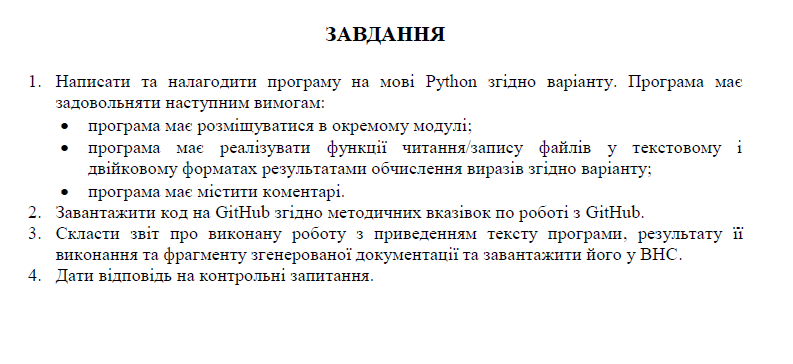 ЗАВДАННЯ
1. Написати та налагодити програму на мові Python згідно варіанту. Програма має
задовольняти наступним вимогам:
• програма має розміщуватися в окремому модулі;
• програма має реалізувати функції читання/запису файлів у текстовому і
двійковому форматах результатами обчислення виразів згідно варіанту;
• програма має містити коментарі.
2. Завантажити код на GitHub згідно методичних вказівок по роботі з GitHub.
3. Скласти звіт про виконану роботу з приведенням тексту програми, результату її
виконання та фрагменту згенерованої документації та завантажити його у ВНС.
4. Дати відповідь на контрольні запитання.